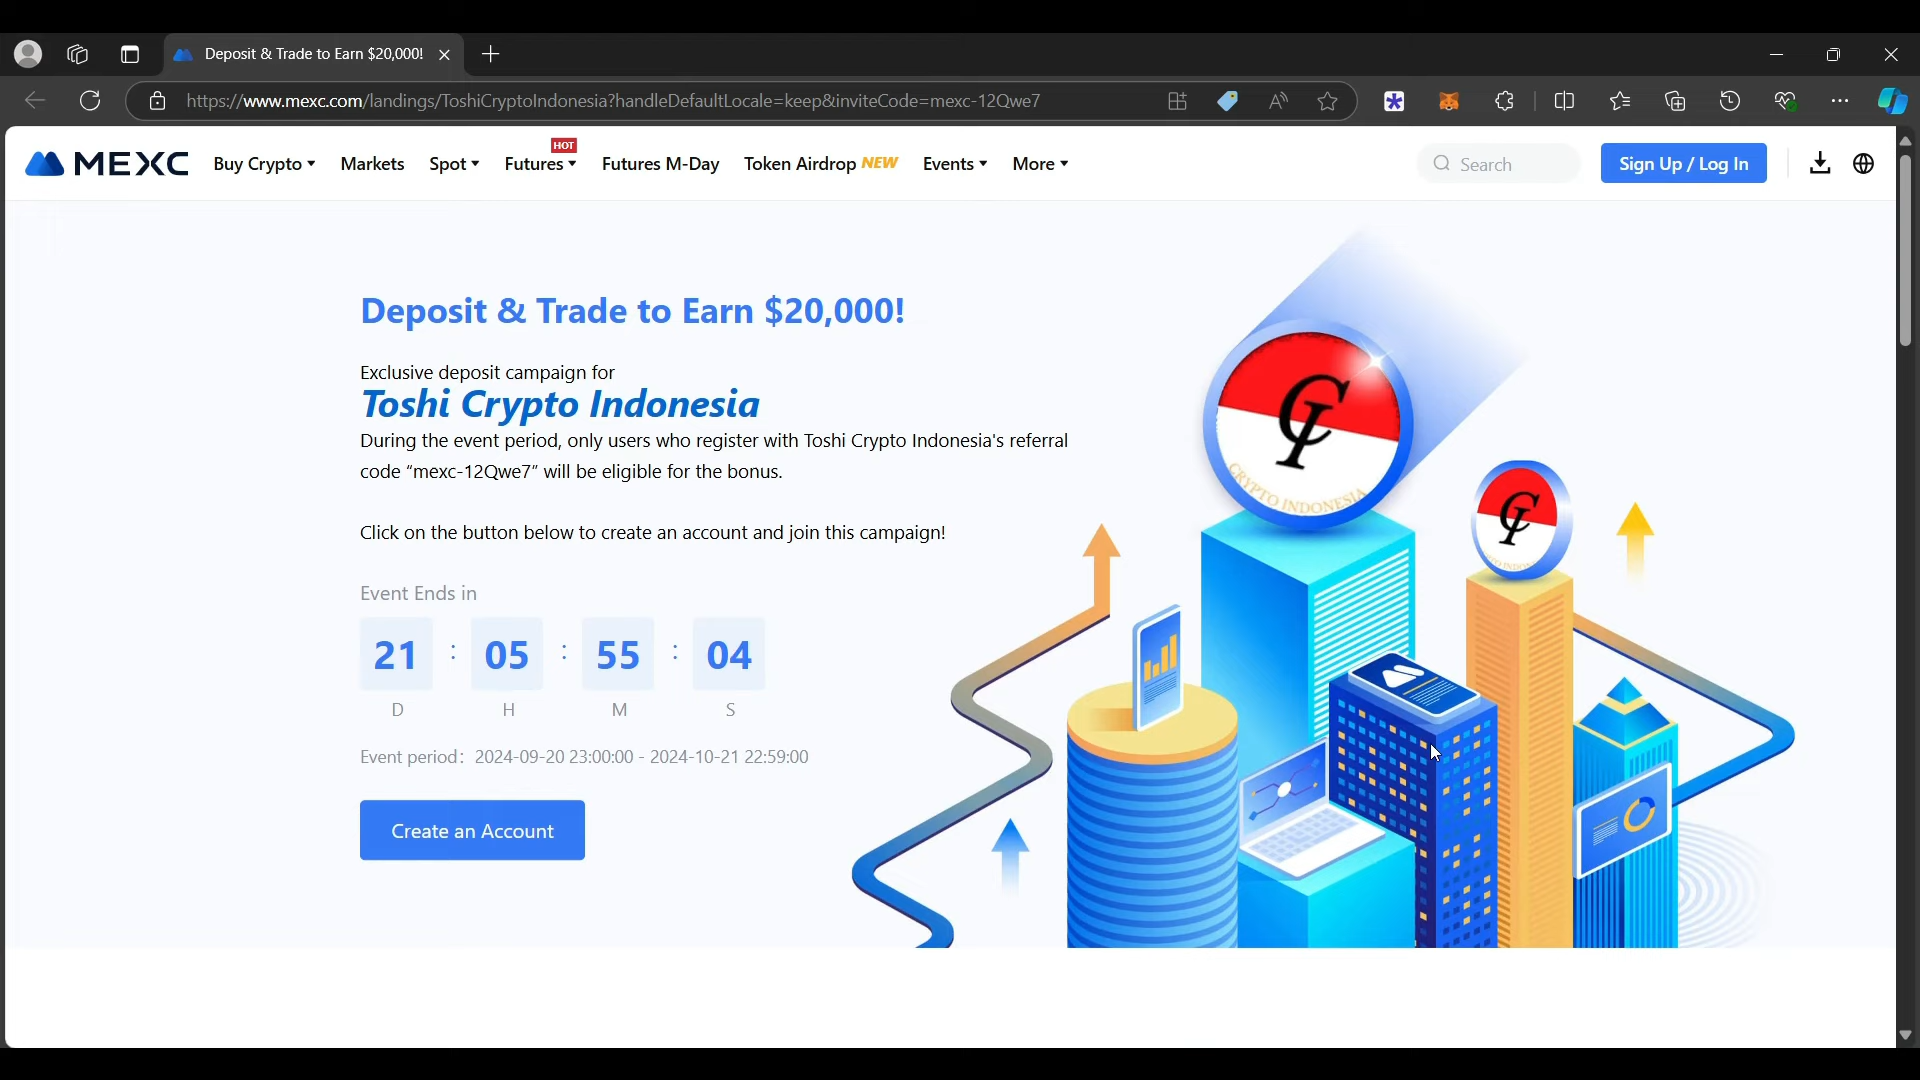 Deposit & Trade to Earn $20,000!
https://www.mexc.com/landings/ToshiCryptoIndonesia?handleDefaultLocale=keep&inviteCode=mexc-12Qwe7
MEXC Buy Crypto Markets Spot Futures HOT Futures M-Day Token Airdrop NEW Events More Search Sign Up / Log In
Deposit & Trade to Earn $20,000!
Exclusive deposit campaign for
Toshi Crypto Indonesia
During the event period, only users who register with Toshi Crypto Indonesia's referral
code “mexc-12Qwe7” will be eligible for the bonus.
Click on the button below to create an account and join this campaign!
Event Ends in
21 : 05 : 55 : 04
D H M S
Event period: 2024-09-20 23:00:00 - 2024-10-21 22:59:00
Create an Account
CI
CRYPTO INDONESIA
CI